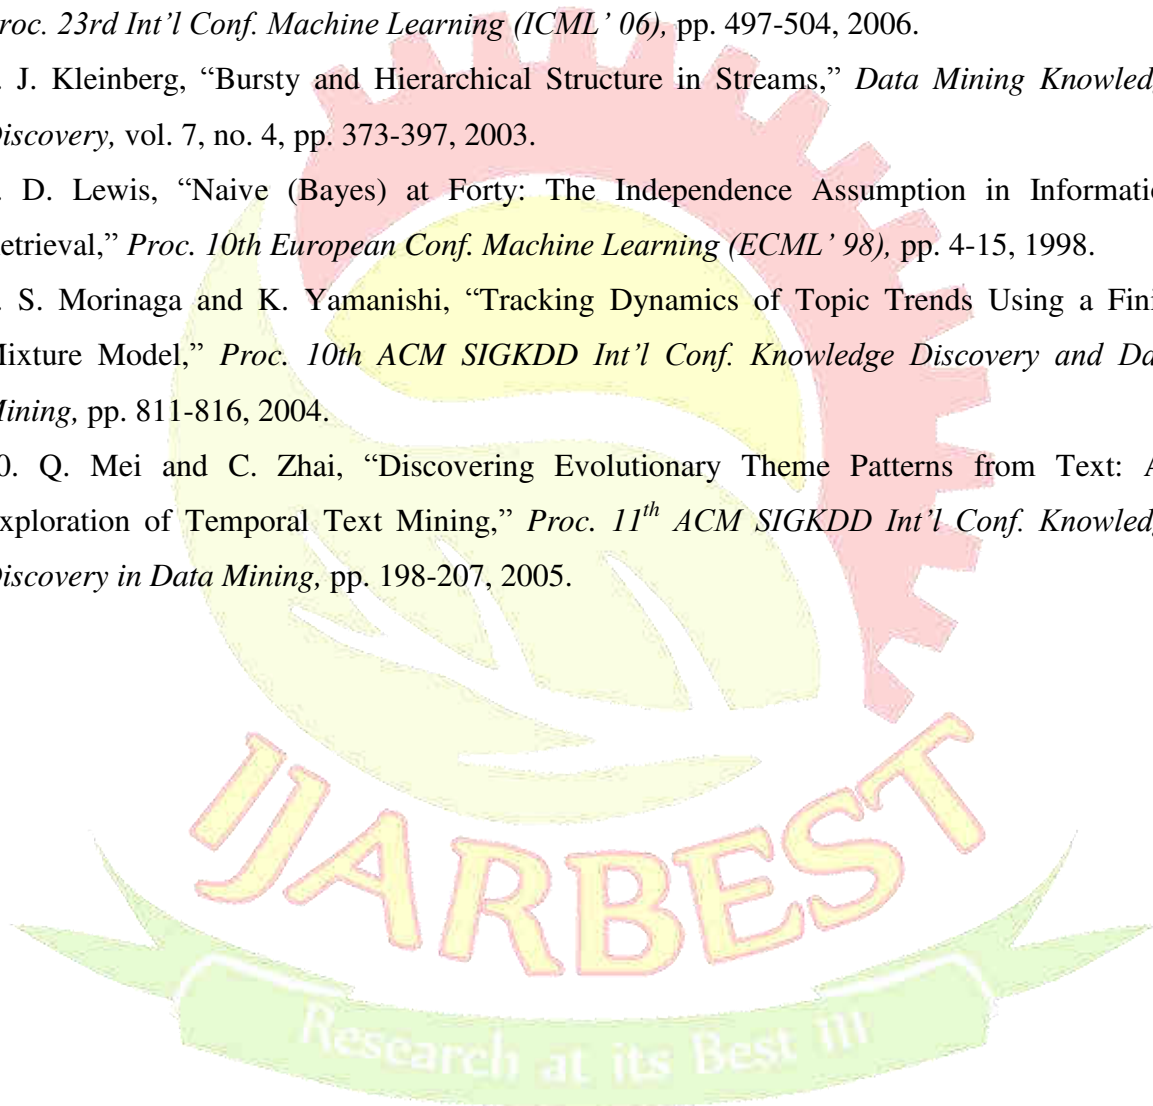 roc. 23rd Int’l Conf. Machine Learning (ICML’ 06), pp. 497-504, 2006.
. J. Kleinberg, “Bursty and Hierarchical Structure in Streams,” Data Mining Knowledg
iscovery, vol. 7, no. 4, pp. 373-397, 2003.
. D. Lewis, “Naive (Bayes) at Forty: The Independence Assumption in Informatio
etrieval,” Proc. 10th European Conf. Machine Learning (ECML’ 98), pp. 4-15, 1998.
. S. Morinaga and K. Yamanishi, “Tracking Dynamics of Topic Trends Using a Fini
Mixture Model,” Proc. 10th ACM SIGKDD Int’l Conf. Knowledge Discovery and Da
Mining, pp. 811-816, 2004.
0. Q. Mei and C. Zhai, “Discovering Evolutionary Theme Patterns from Text: A
xploration of Temporal Text Mining,” Proc. 11th ACM SIGKDD Int’l Conf. Knowledg
iscovery in Data Mining, pp. 198-207, 2005.
IJARBEST
Research at its Best !!!